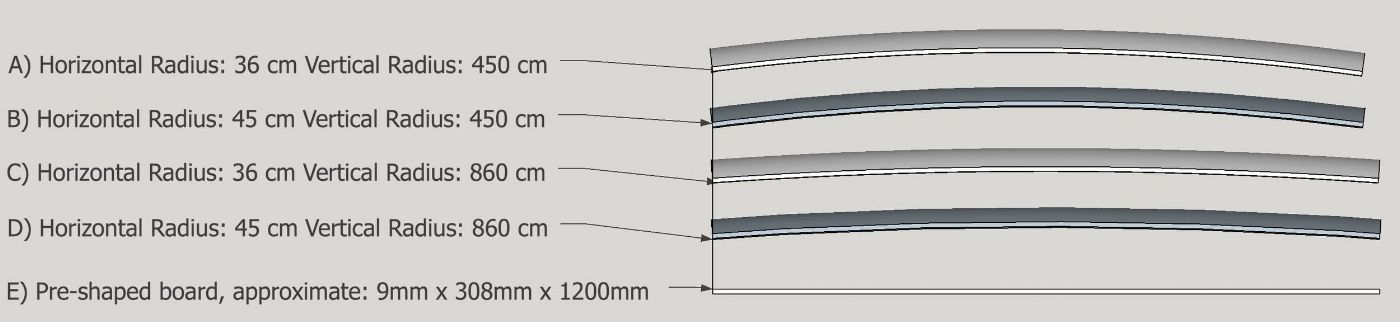 A) Horizontal Radius: 36 cm Vertical Radius: 450 cm
B) Horizontal Radius: 45 cm Vertical Radius: 450 cm
C) Horizontal Radius: 36 cm Vertical Radius: 860 cm
D) Horizontal Radius: 45 cm Vertical Radius: 860 cm
E) Pre-shaped board, approximate: 9mm x 308mm x 1200mm